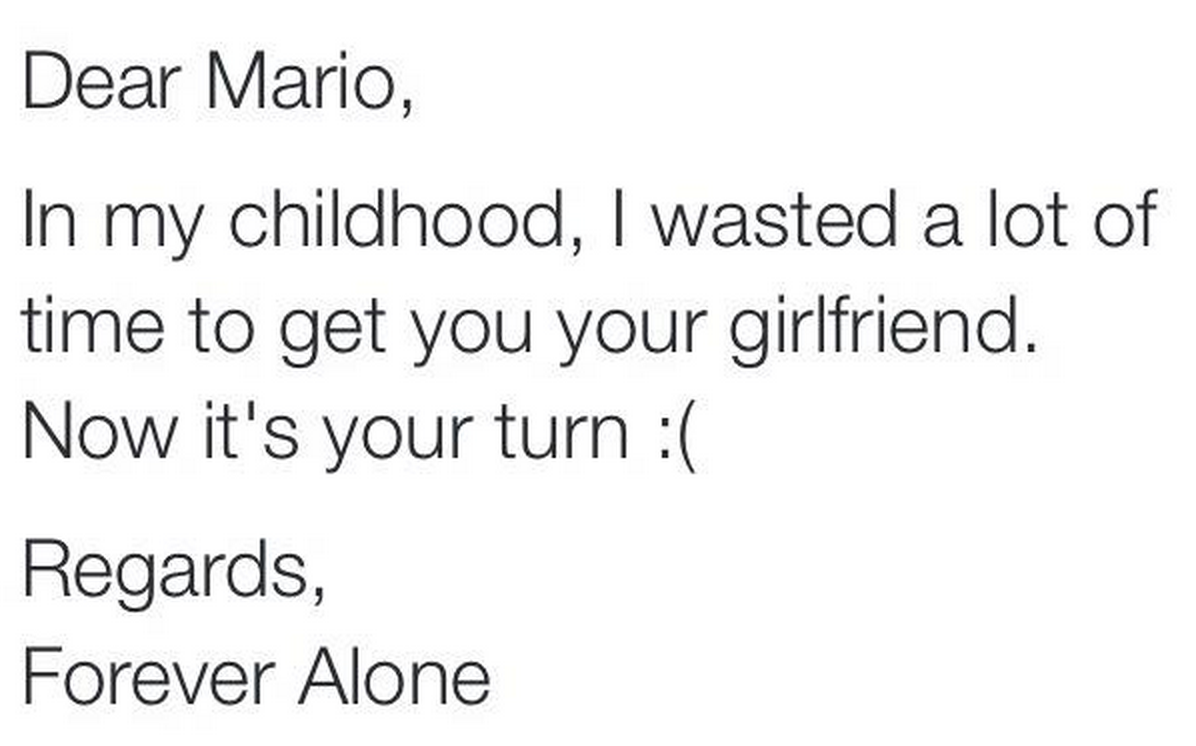 Dear Mario,
In my childhood, I wasted a lot of
time to get you your girlfriend.
Now it's your turn :(
Regards,
Forever Alone